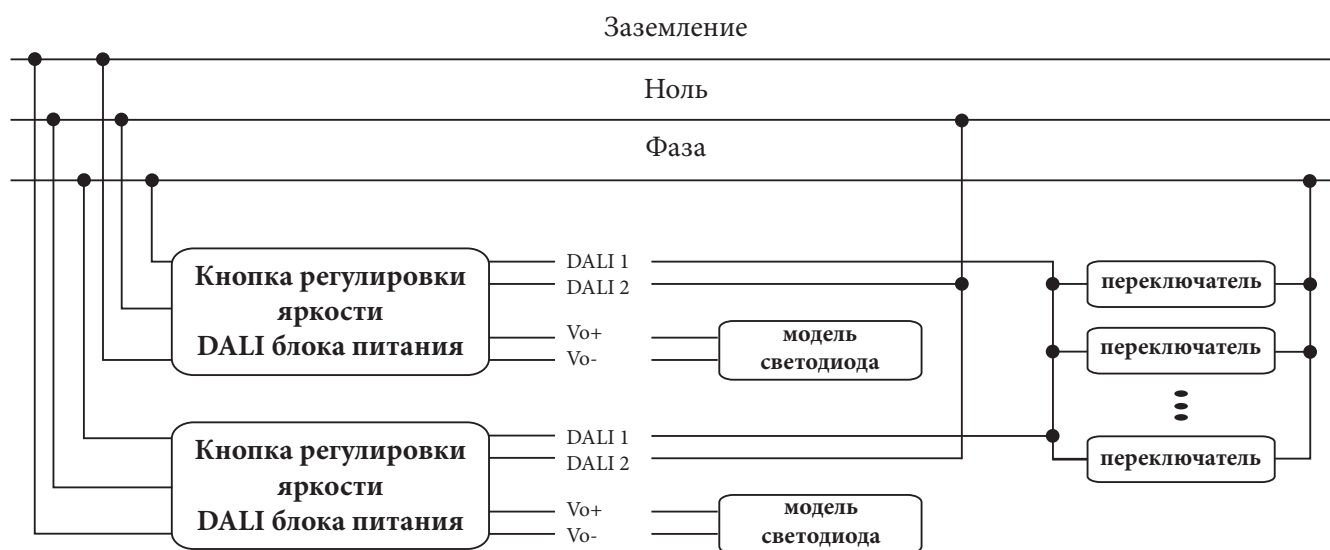 Заземление
Ноль
Фаза
Кнопка регулировки
яркости
DALI блока питания
DALI 1
DALI 2
Vo+
Vo-
модель
светодиода
переключатель
переключатель
переключатель
Кнопка регулировки
яркости
DALI блока питания
DALI 1
DALI 2
Vo+
Vo-
модель
светодиода